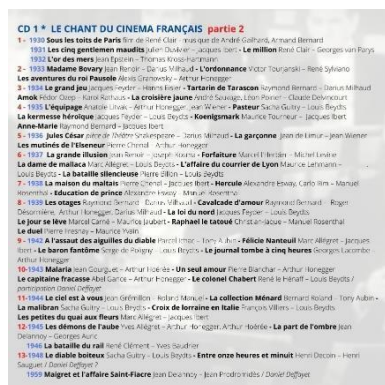 CD 1 * LE CHANT DU CINEMA FRANÇAIS partie 2
1 - 1930 Sous les toits de Paris film de René Clair - musique de André Gailhard, Armand Bernard
1931 Les cinq gentlemen maudits Julien Duvivier - Jacques Ibert - Le million René Clair - Georges van Parys
1932 L'or des mers Jean Epstein - Thomas Kross-Hartmann
2 - 1933 Madame Bovary Jean Renoir - Darius Milhaud - L'ordonnance Victor Tourjanski - René Sylviano
Les aventures du roi Pausole Alexis Granowsky - Arthur Honegger
3 - 1934 Le grand jeu Jacques Feyder - Hanns Eisler - Tartarin de Tarascon Raymond Bernard - Darius Milhaud
Amok Fédor Ozep - Karol Rathaus - La croisière jaune André Sauvage, Léon Poirier - Claude Delvincourt
4 - 1935 L'équipage Anatole Litvak - Arthur Honegger, Jean Wiener - Pasteur Sacha Guitry - Louis Beydts
La kermesse héroïque Jacques Feyder - Louis Beydts - Koenigsmark Maurice Tourneur - Jacques Ibert
Anne-Marie Raymond Bernard - Jacques Ibert
5 - 1936 Jules César pièce de Théâtre Shakespeare - Darius Milhaud - La garçonne Jean de Limur - Jean Wiener
Les mutinés de l'Elseneur Pierre Chenal - Arthur Honegger
6 - 1937 La grande illusion Jean Renoir - Joseph Kosma - Forfaiture Marcel L'Herbier - Michel Levine
La dame de mallaca Marc Allégret - Louis Beydts - L'affaire du courrier de Lyon Maurice Lehmann -
Louis Beydts - La bataille silencieuse Pierre Billon - Louis Beydts
7 - 1938 La maison du maltais Pierre Chenal - Jacques Ibert - Hercule Alexandre Esway, Carlo Rim - Manuel
Rosenthal - Education de prince Alexandre Esway - Manuel Rosenthal
8 - 1939 Les otages Raymond Bernard - Darius Milhaud - Cavalcade d'amour Raymond Bernard - Roger
Désormière, Arthur Honegger, Darius Milhaud - La loi du nord Jacques Feyder - Louis Beydts
Le jour se lève Marcel Carné - Maurice Jaubert - Raphael le tatoué Christian-Jaque - Manuel Rosenthal
Le duel Pierre Fresnay - Maurice Yvain
9 - 1942 A l'assaut des aiguilles du diable Marcel Ichac - Tony Aubin - Félicie Nanteuil Marc Allégret - Jacques
Ibert - Le baron fantôme Serge de Poligny - Louis Beydts - Le journal tombe à cinq heures Georges Lacombe -
Arthur Honegger
10-1943 Malaria Jean Gourguet - Arthur Hoérée - Un seul amour Pierre Blanchar - Arthur Honegger
Le capitaine fracasse Abel Gance - Arthur Honegger - Le colonel Chabert René le Hénaff - Louis Beydts /
participation Daniel Deffayet
11-1944 Le ciel est à vous Jean Grémillon - Roland Manuel - La collection Ménard Bernard Roland - Tony Aubin -
La malibran Sacha Guitry - Louis Beydts - Croix de lorraine en Italie François Villiers - Louis Beydts
Les petites du quai aux fleurs Marc Allégret - Jacques Ibert
12-1945 Les démons de l'aube Yves Allégret - Arthur Honegger, Arthur Hoérée - La part de l'ombre Jean
Delannoy - Georges Auric
1946 La bataille du rail René Clément - Yves Baudrier
13-1948 Le diable boiteux Sacha Guitry - Louis Beydts - Entre onze heures et minuit Henri Decoin - Henri
Sauguet / Daniel Deffayet ?
1959 Maigret et l'affaire Saint-Fiacre Jean Delannoy - Jean Prodromidès / Daniel Deffayet